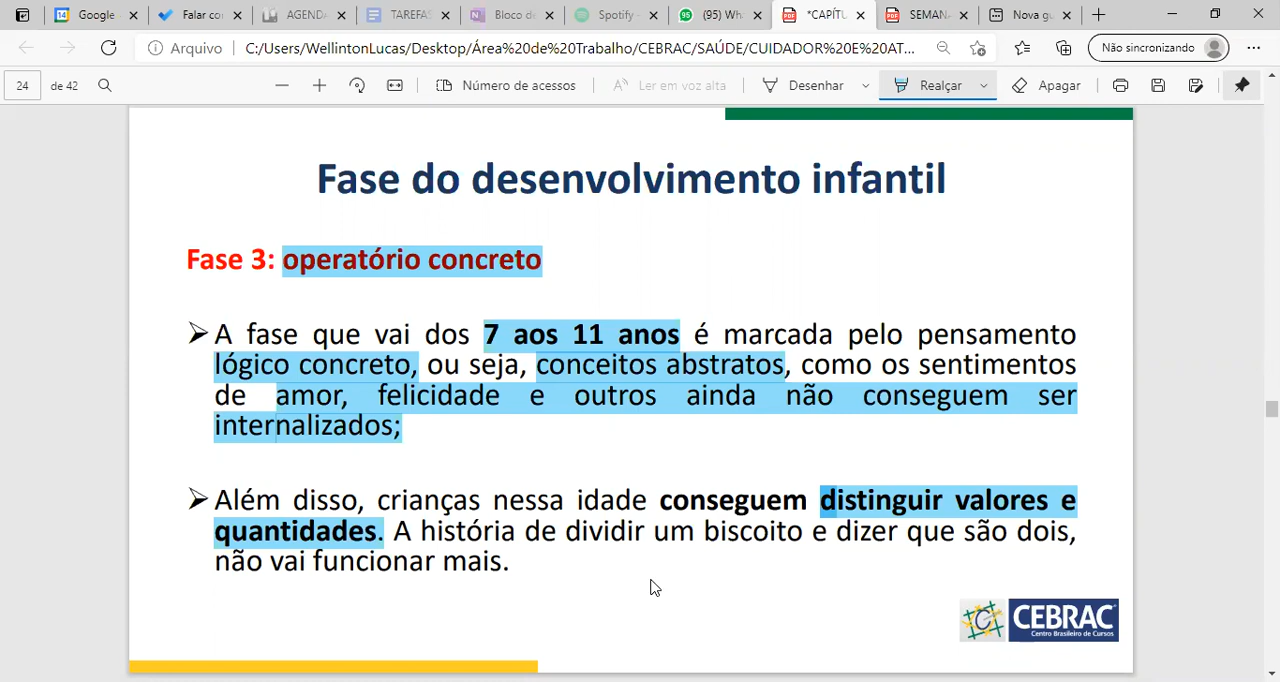 14 Google
Falar co
AGENDA
TAREFAS
Bloco de
Spotify -
95 (95) Wh
*CAPÍTU
SEMAN
Nova gu
Arquivo
C:/Users/WellintonLucas/Desktop/Área%20de%20Trabalho/CEBRAC/SAÚDE/CUIDADOR%20E%20AT...
Não sincronizando
24 de 42
Número de acessos
Ler em voz alta
Desenhar
Realçar
Apagar
Fase do desenvolvimento infantil
Fase 3: operatório concreto
A fase que vai dos 7 aos 11 anos é marcada pelo pensamento
lógico concreto, ou seja, conceitos abstratos, como os sentimentos
de amor, felicidade e outros ainda não conseguem ser
internalizados;
Além disso, crianças nessa idade conseguem distinguir valores e
quantidades. A história de dividir um biscoito e dizer que são dois,
não vai funcionar mais.
CEBRAC
Centro Brasileiro de Cursos